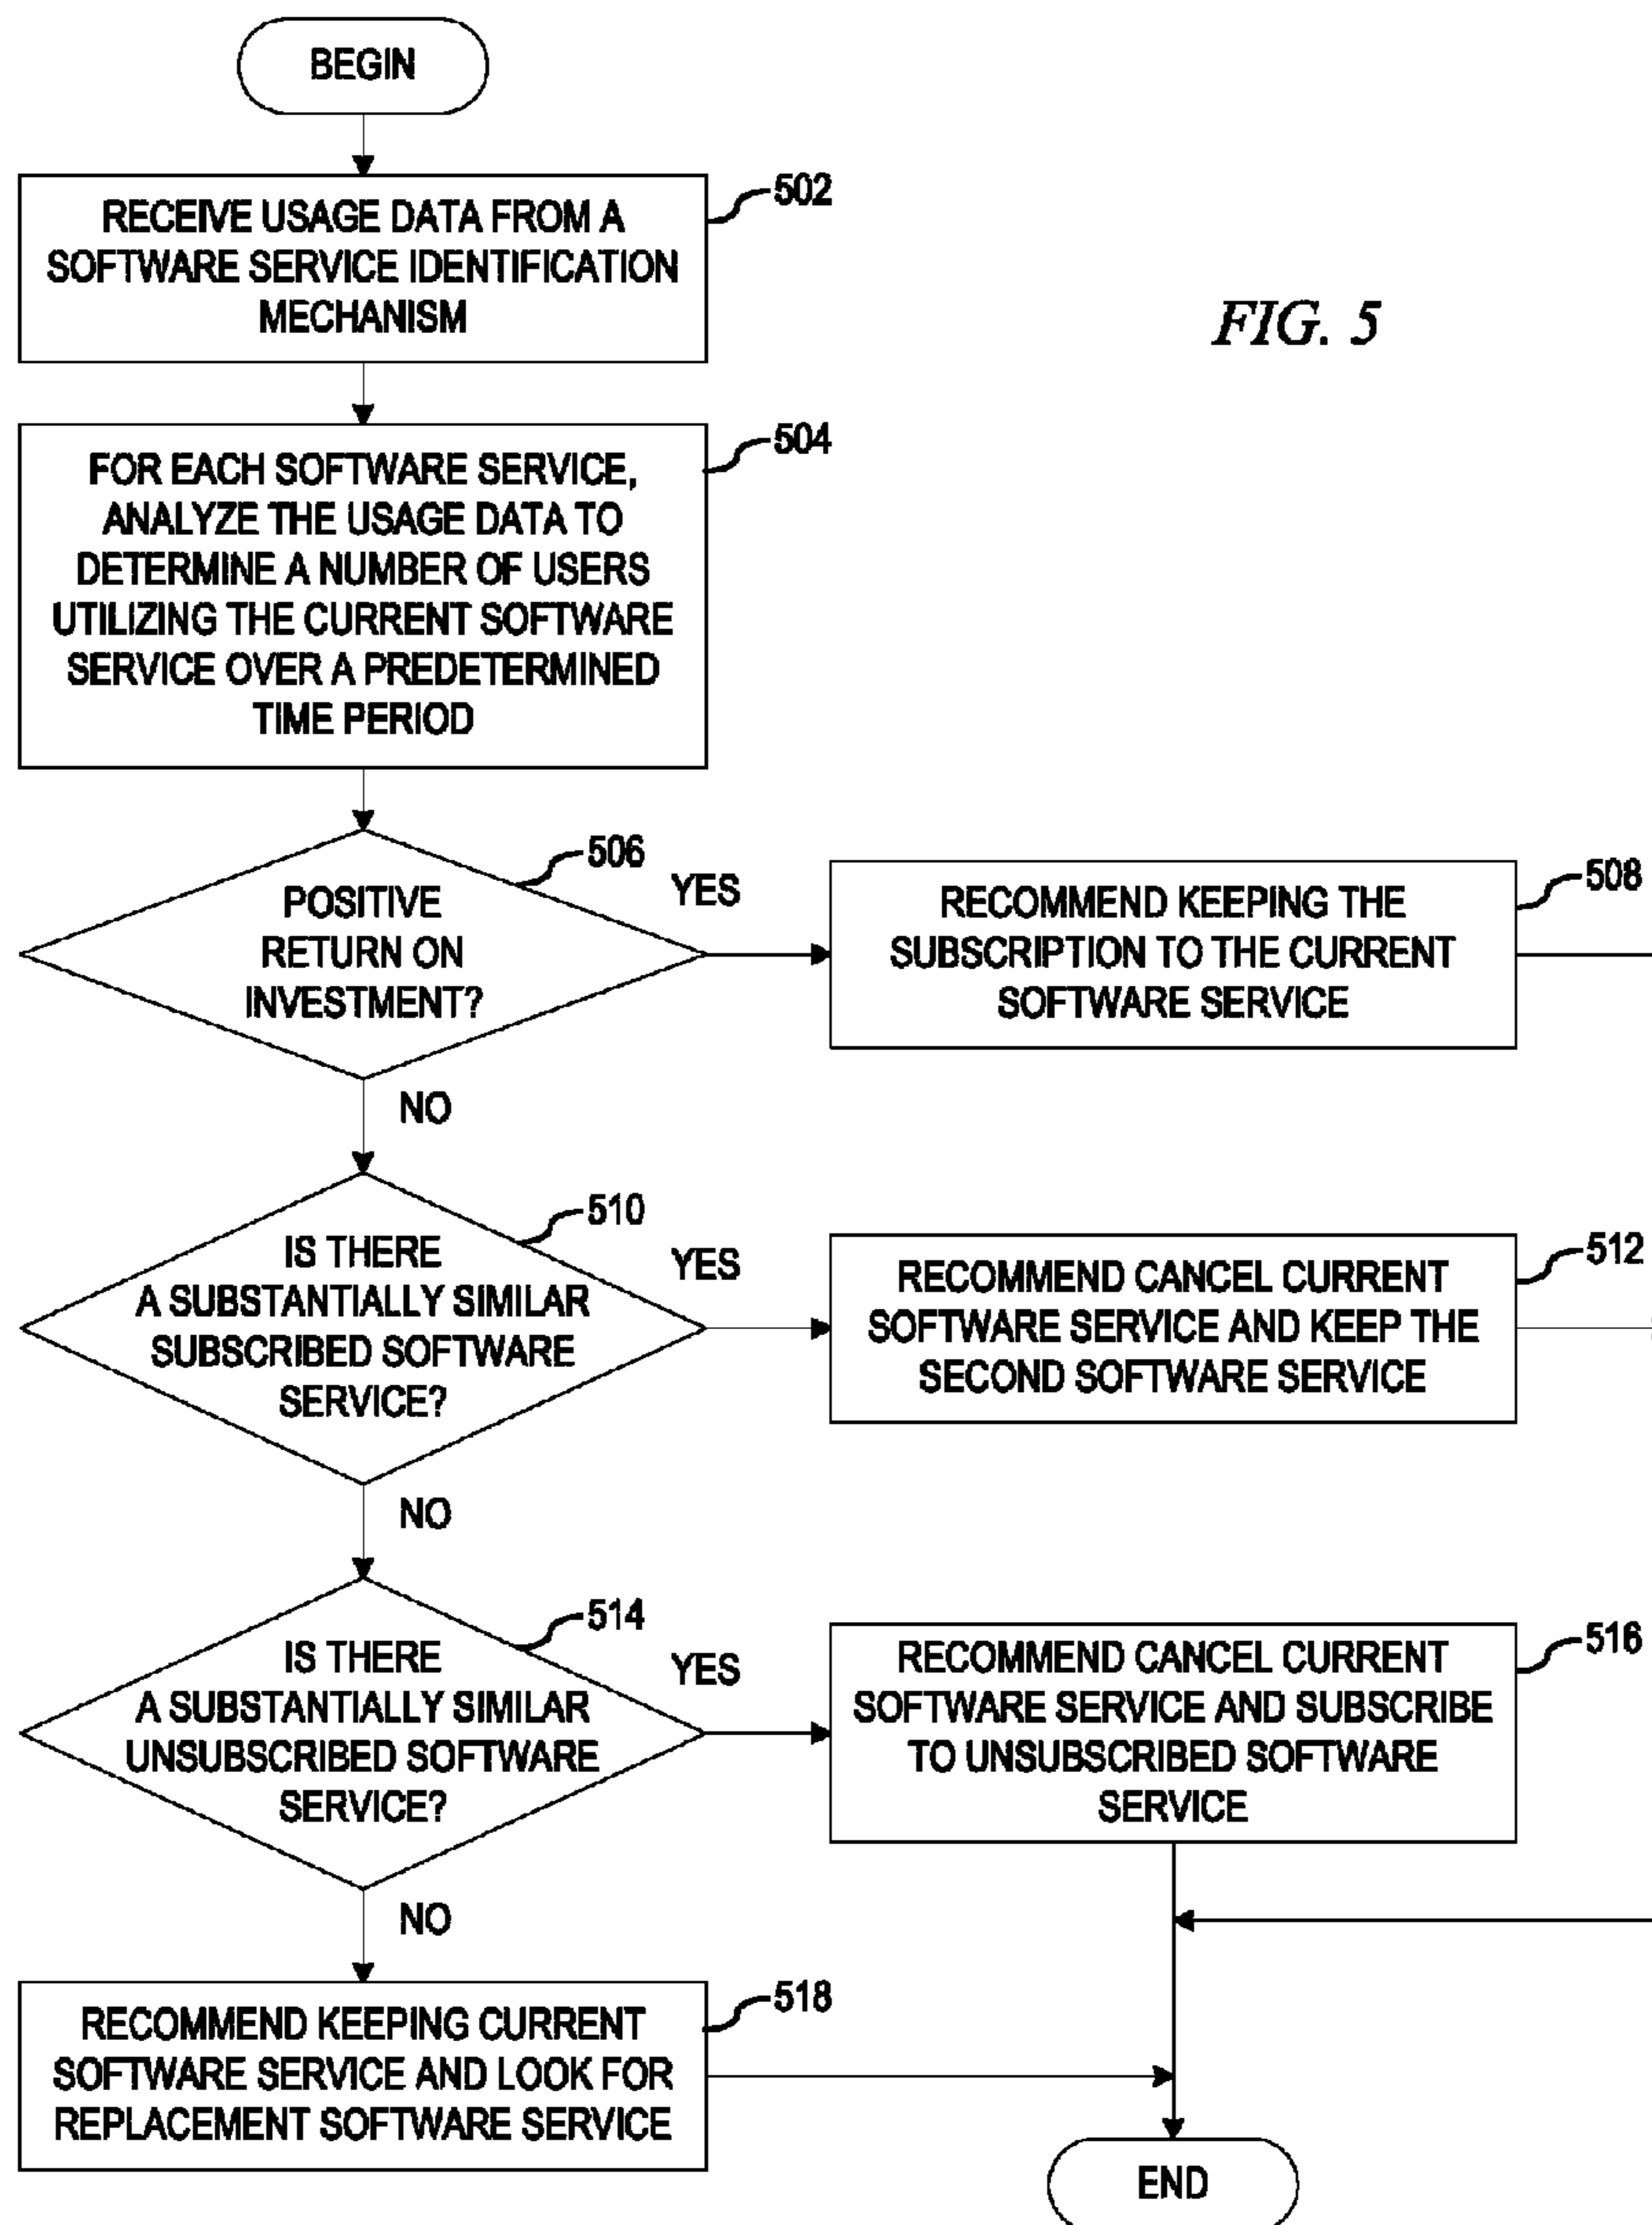 BEGIN
502
RECEIVE USAGE DATA FROM A
SOFTWARE SERVICE IDENTIFICATION
MECHANISM
FIG. 5
504
FOR EACH SOFTWARE SERVICE,
ANALYZE THE USAGE DATA TO
DETERMINE A NUMBER OF USERS
UTILIZING THE CURRENT SOFTWARE
SERVICE OVER A PREDETERMINED
TIME PERIOD
506
POSITIVE
RETURN ON
INVESTMENT?
YES
508
RECOMMEND KEEPING THE
SUBSCRIPTION TO THE CURRENT
SOFTWARE SERVICE
NO
510
IS THERE
A SUBSTANTIALLY SIMILAR
SUBSCRIBED SOFTWARE
SERVICE?
YES
512
RECOMMEND CANCEL CURRENT
SOFTWARE SERVICE AND KEEP THE
SECOND SOFTWARE SERVICE
NO
514
IS THERE
A SUBSTANTIALLY SIMILAR
UNSUBSCRIBED SOFTWARE
SERVICE?
YES
516
RECOMMEND CANCEL CURRENT
SOFTWARE SERVICE AND SUBSCRIBE
TO UNSUBSCRIBED SOFTWARE
SERVICE
NO
518
RECOMMEND KEEPING CURRENT
SOFTWARE SERVICE AND LOOK FOR
REPLACEMENT SOFTWARE SERVICE
END